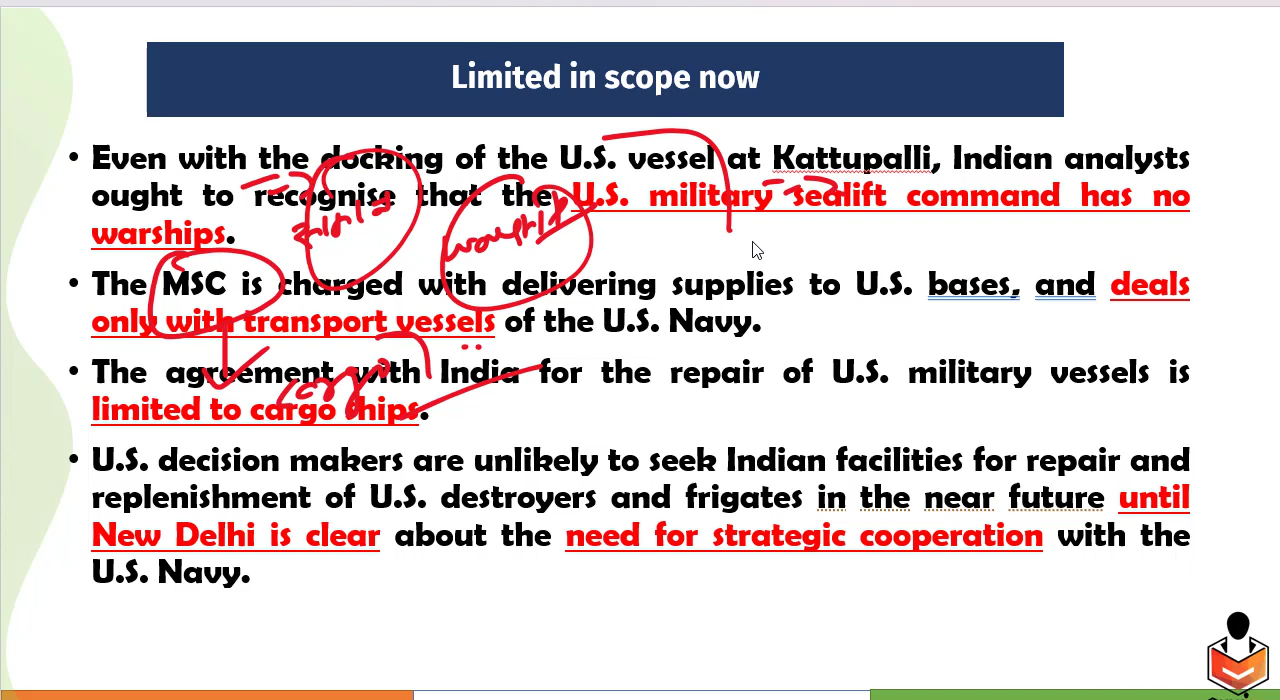 Limited in scope now
• Even with the docking of the U.S. vessel at Kattupalli, Indian analysts
ought to recognise that the U.S. military sealift command has no
warships.
• The MSC is charged with delivering supplies to U.S. bases, and deals
only with transport vessels of the U.S. Navy.
• The agreement with India for the repair of U.S. military vessels is
limited to cargo ships.
• U.S. decision makers are unlikely to seek Indian facilities for repair and
replenishment of U.S. destroyers and frigates in the near future until
New Delhi is clear about the need for strategic cooperation with the
U.S. Navy.